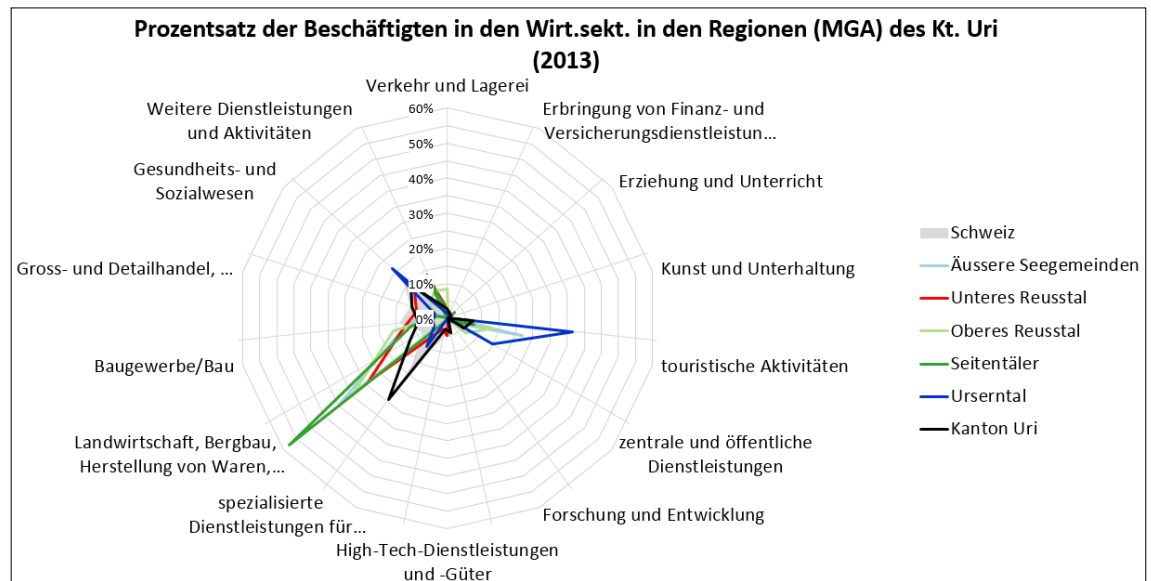 Prozentsatz der Beschäftigten in den Wirt.sekt. in den Regionen (MGA) des Kt. Uri
(2013)
Verkehr und Lagerei
Erbringung von Finanz- und
Versicherungsdienstleistun...
Erziehung und Unterricht
Kunst und Unterhaltung
touristische Aktivitäten
zentrale und öffentliche
Dienstleistungen
Forschung und Entwicklung
High-Tech-Dienstleistungen
und -Güter
spezialisierte
Dienstleistungen für...
Landwirtschaft, Bergbau,
Herstellung von Waren,...
Baugewerbe/Bau
Gross- und Detailhandel, ...
Gesundheits- und
Sozialwesen
Weitere Dienstleistungen
und Aktivitäten
60%
50%
40%
30%
20%
10%
0%
Schweiz
Äussere Seegemeinden
Unteres Reusstal
Oberes Reusstal
Seitentäler
Urserntal
Kanton Uri